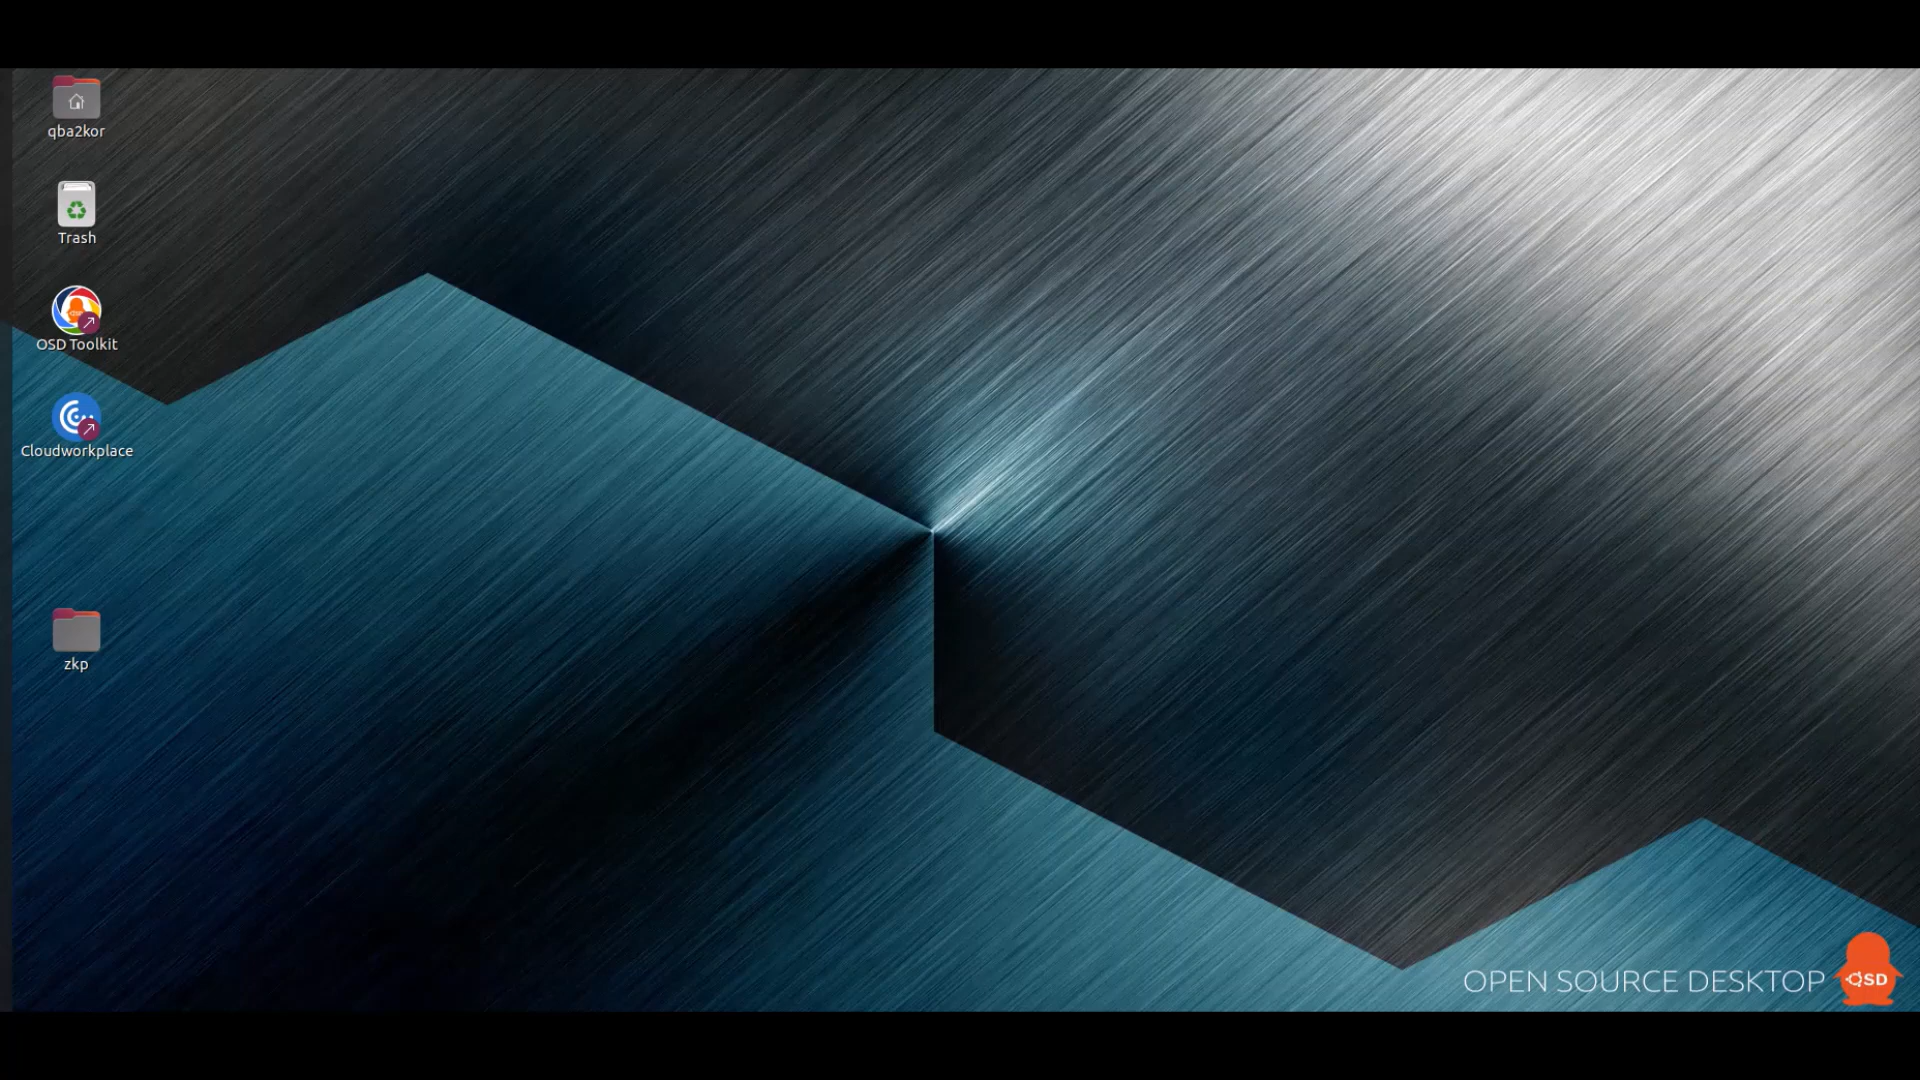 qba2kor
Trash
OSD Toolkit
Cloudworkplace
zkp
OPEN SOURCE DESKTOP
OSD